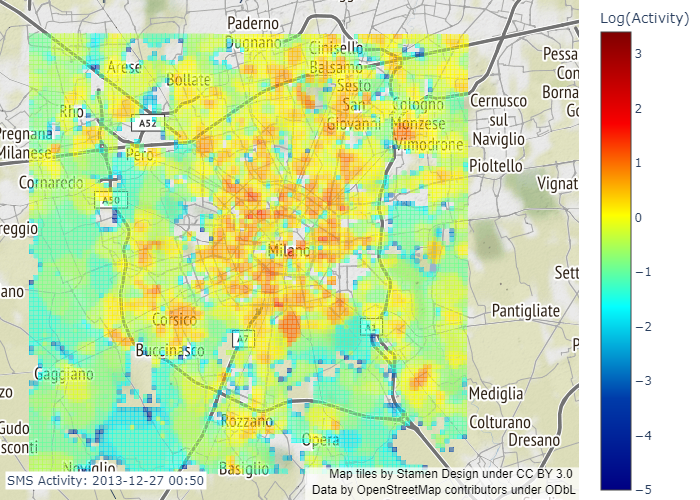 Log(Activity)
3
2
1
0
−1
−2
−3
−4
−5
Paderno
Dugnano
Cinisello
Balsamo
Arese
Bollate
Sesto
San
Giovanni
Cologno
Monzese
Vimodrone
Cernusco
sul
Naviglio
Pessa
Con
Borna
Rho
A52
Pregnana
Milanese
Pero
Pioltello
Cornaredo
Vignat
A50
reggio
Milano
Sett
ano
Pantigliate
Corsico
A7
A1
Buccinasco
Gaggiano
Mediglia
zo
Rozzano
Colturano
Gudo
Opera
Dresano
sconti
Noviglio
Basiglio
SMS Activity: 2013-12-27 00:50
Map tiles by Stamen Design under CC BY 3.0
Data by OpenStreetMap contributors under ODbL